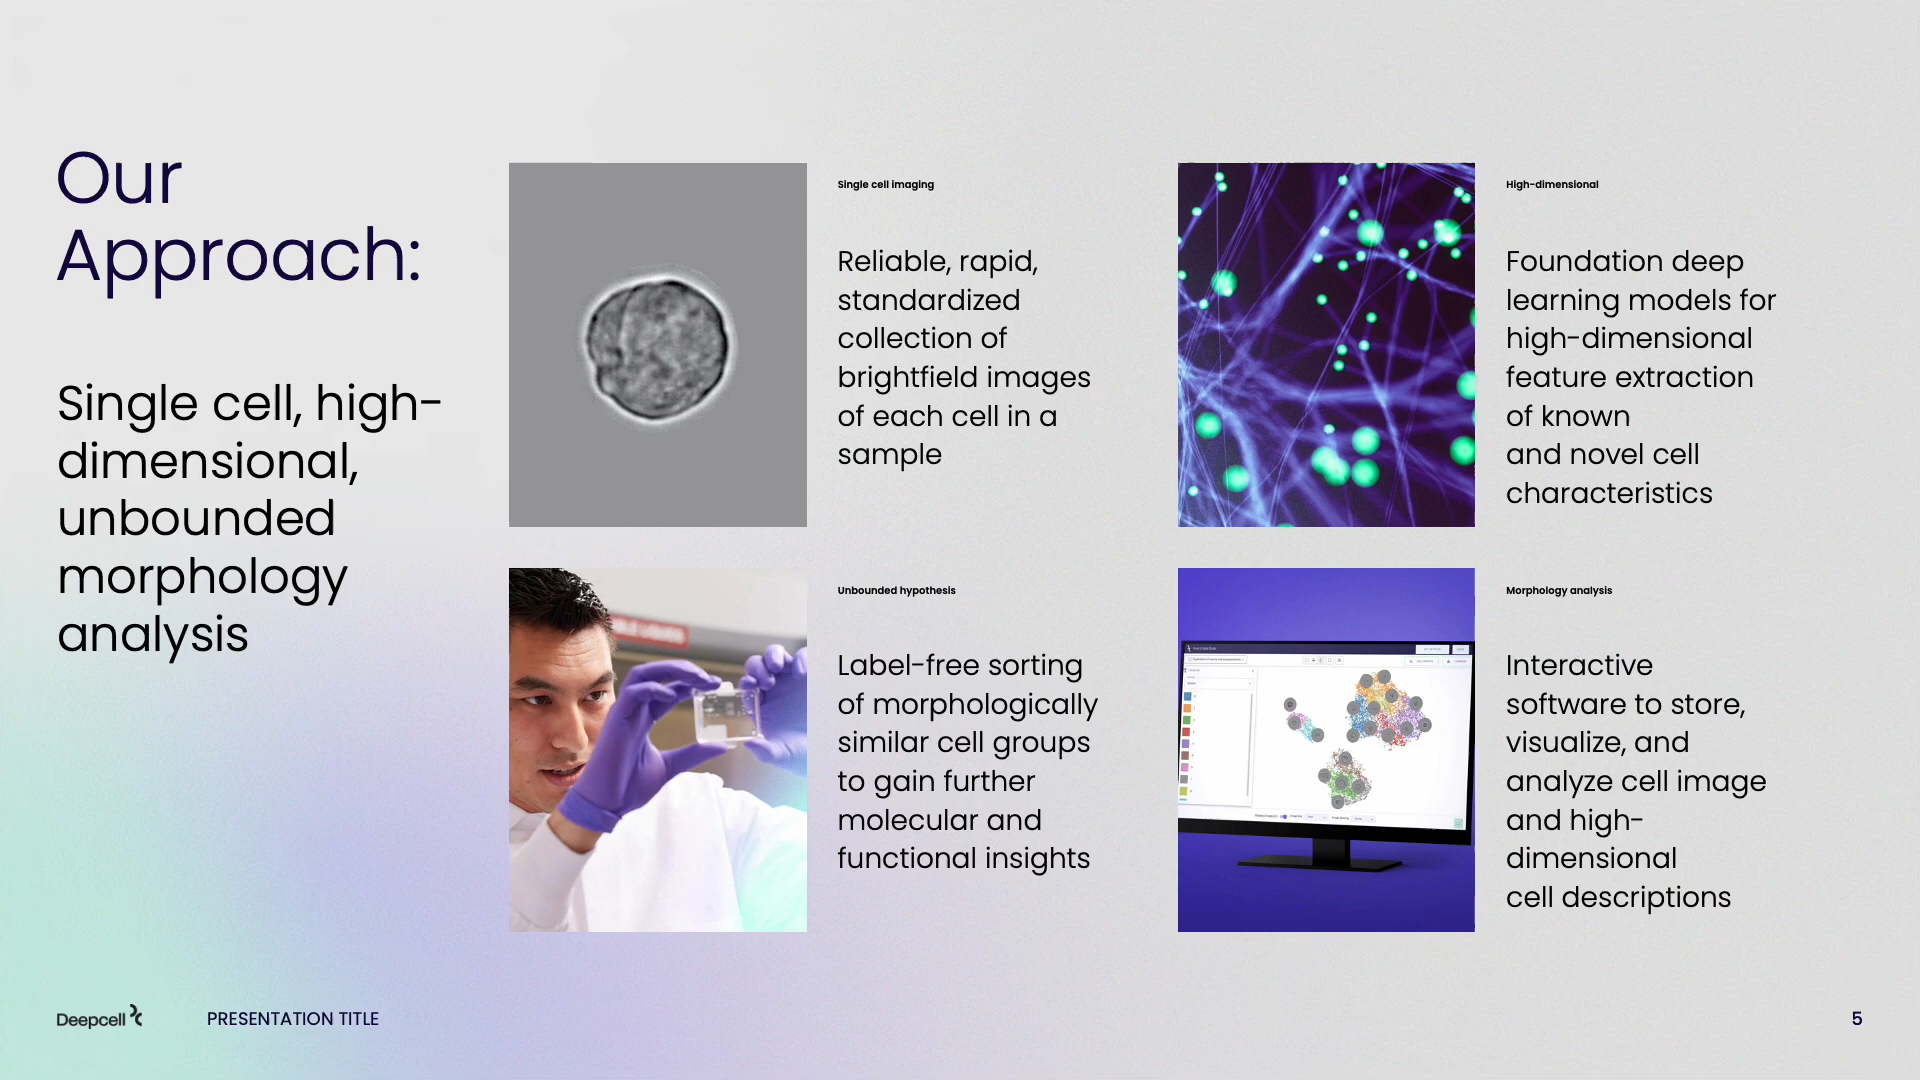 Our
Approach:
Single cell, high-
dimensional,
unbounded
morphology
analysis
Single cell imaging
Reliable, rapid,
standardized
collection of
brightfield images
of each cell in a
sample
High-dimensional
Foundation deep
learning models for
high-dimensional
feature extraction
of known
and novel cell
characteristics
Unbounded hypothesis
Label-free sorting
of morphologically
similar cell groups
to gain further
molecular and
functional insights
Morphology analysis
Interactive
software to store,
visualize, and
analyze cell image
and high-
dimensional
cell descriptions
Deepcell
PRESENTATION TITLE
5